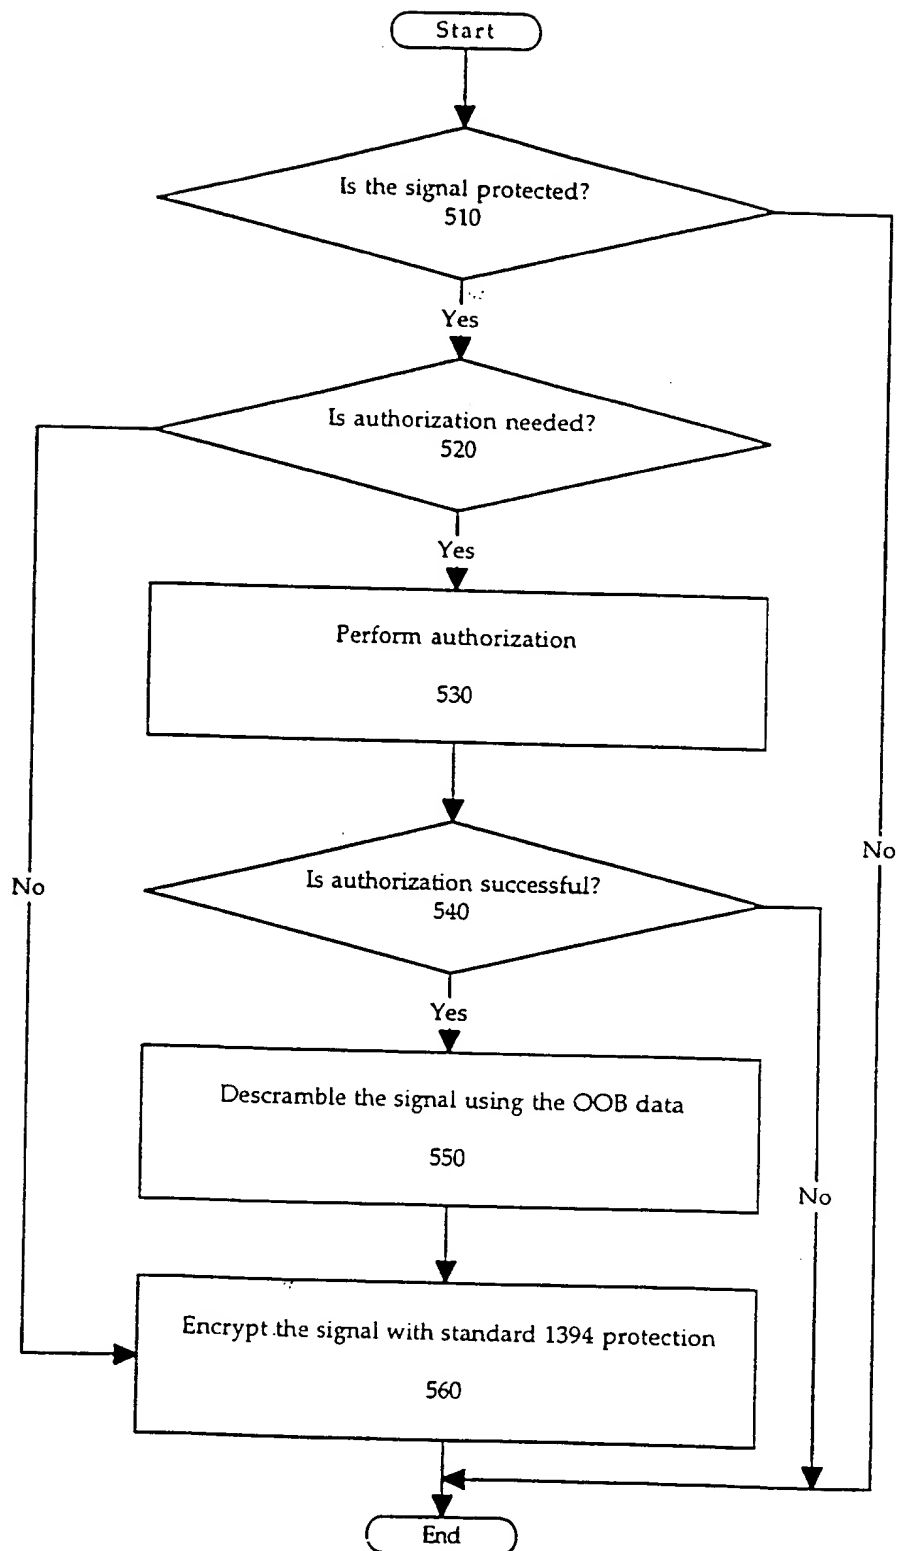 Start
Is the signal protected?
510
Yes
Is authorization needed?
520
Yes
Perform authorization
530
No
Is authorization successful?
540
No
Yes
Descramble the signal using the OOB data
550
No
Encrypt the signal with standard 1394 protection
560
End